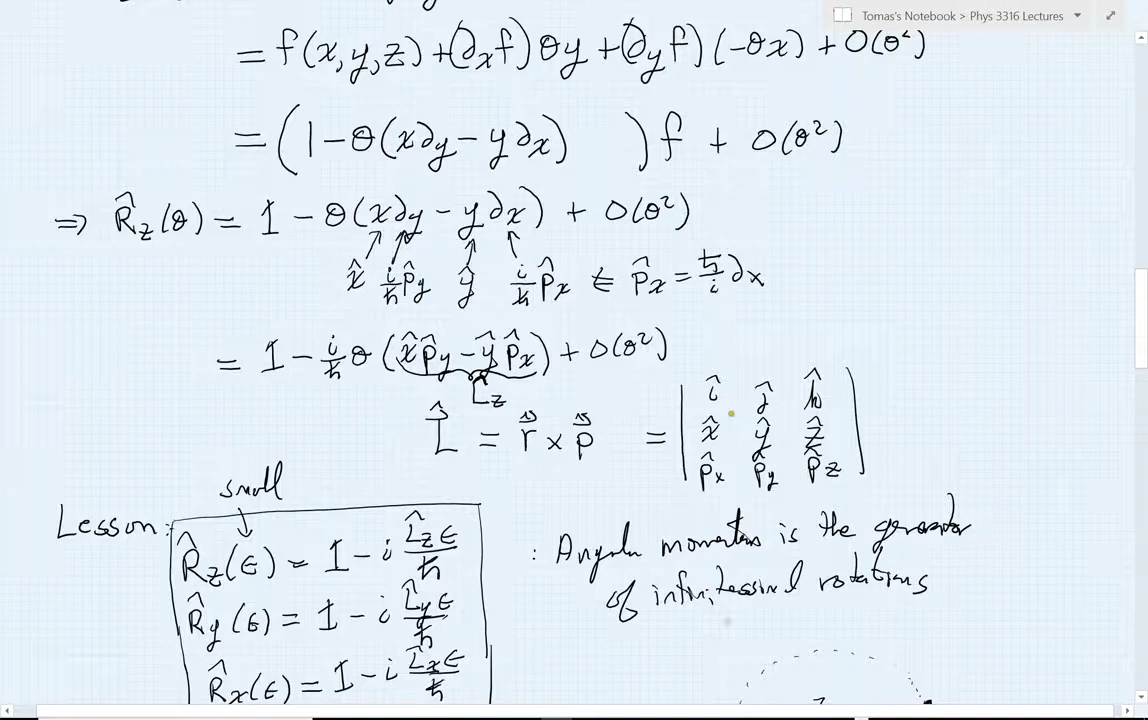 Tomas's Notebook > Phys 3316 Lectures
= f(x,y,z) + (∂xf) θy + (∂yf) (-θx) + O(θ²)
= (1 - θ(x∂y - y∂x) ) f + O(θ²)
⇒ R̂z(θ) = 1 - θ(x∂y - y∂x) + O(θ²)
x̂ i/ħ p̂y ŷ i/ħ p̂x ⇐ p̂x = ħ/i ∂x
= 1 - i/ħ θ (x̂p̂y - ŷp̂x) + O(θ²)
L̂z
L̂ = r̂ × p̂ = | î ĵ k̂ |
| x̂ ŷ ẑ |
| p̂x p̂y p̂z |
small
Lesson:
R̂z(ϵ) = 1 - i L̂zϵ/ħ
: Angular momentum is the generator
of infinitessimal rotations
R̂y(ϵ) = 1 - i L̂yϵ/ħ
R̂x(ϵ) = 1 - i L̂xϵ/ħ